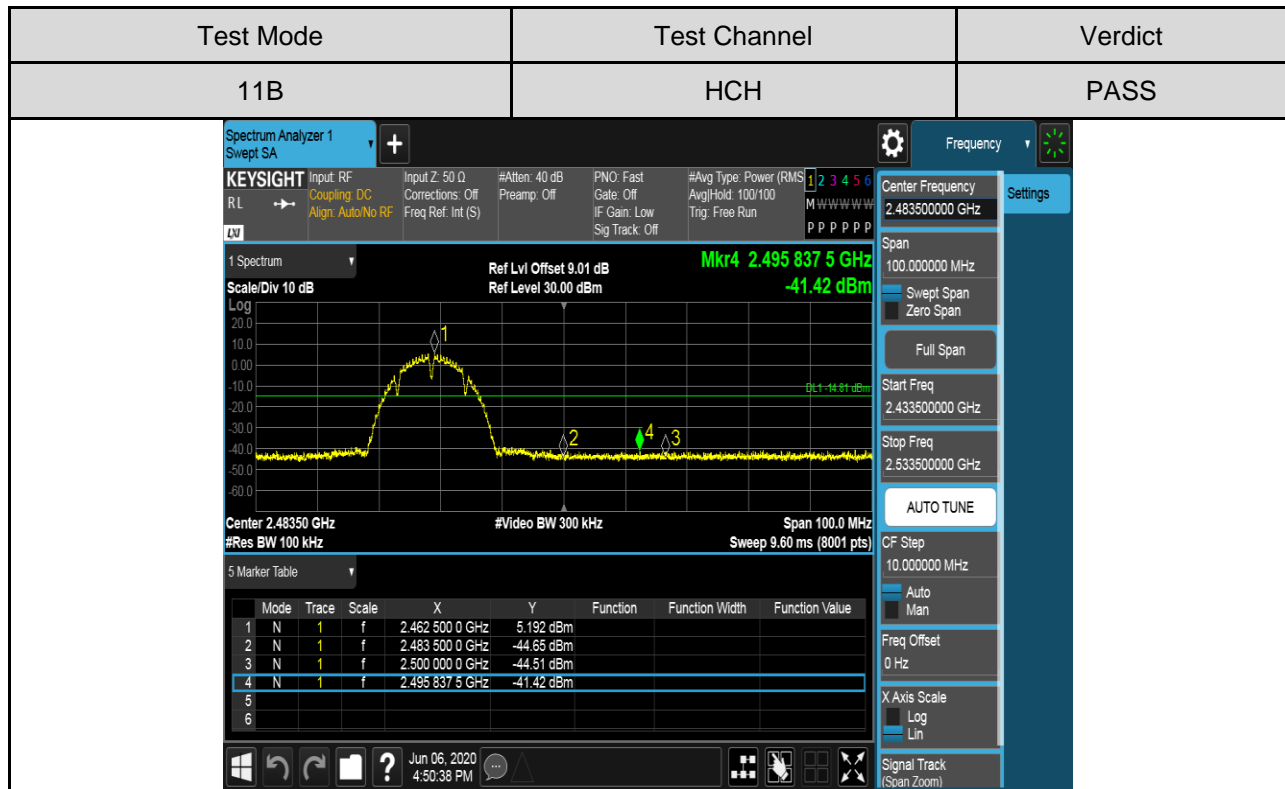 Test Mode Test Channel Verdict
11B HCH PASS
Spectrum Analyzer 1
Swept SA
+
Frequency
KEYSIGHT
RL
LXI
Input: RF
Coupling: DC
Align: Auto/No RF
Input Z: 50 Ω
Corrections: Off
Freq Ref: Int (S)
#Atten: 40 dB
Preamp: Off
PNO: Fast
Gate: Off
IF Gain: Low
Sig Track: Off
#Avg Type: Power (RMS
Avg|Hold: 100/100
Trig: Free Run
1 2 3 4 5 6
M W W W W W
P P P P P P
1 Spectrum
Scale/Div 10 dB
Ref Lvl Offset 9.01 dB
Ref Level 30.00 dBm
Mkr4 2.495 837 5 GHz
-41.42 dBm
Log
20.0
10.0
0.00
-10.0
-20.0
-30.0
-40.0
-50.0
-60.0
1
2
4
3
DL1 -14.81 dBm
Center 2.48350 GHz
#Res BW 100 kHz
#Video BW 300 kHz
Span 100.0 MHz
Sweep 9.60 ms (8001 pts)
5 Marker Table
Mode Trace Scale X Y Function Function Width Function Value
1 N 1 f 2.462 500 0 GHz 5.192 dBm
2 N 1 f 2.483 500 0 GHz -44.65 dBm
3 N 1 f 2.500 000 0 GHz -44.51 dBm
4 N 1 f 2.495 837 5 GHz -41.42 dBm
5
6
?
Jun 06, 2020
4:50:38 PM
Center Frequency
2.483500000 GHz
Span
100.000000 MHz
Swept Span
Zero Span
Full Span
Start Freq
2.433500000 GHz
Stop Freq
2.533500000 GHz
AUTO TUNE
CF Step
10.000000 MHz
Auto
Man
Freq Offset
0 Hz
X Axis Scale
Log
Lin
Signal Track
(Span Zoom)
Settings